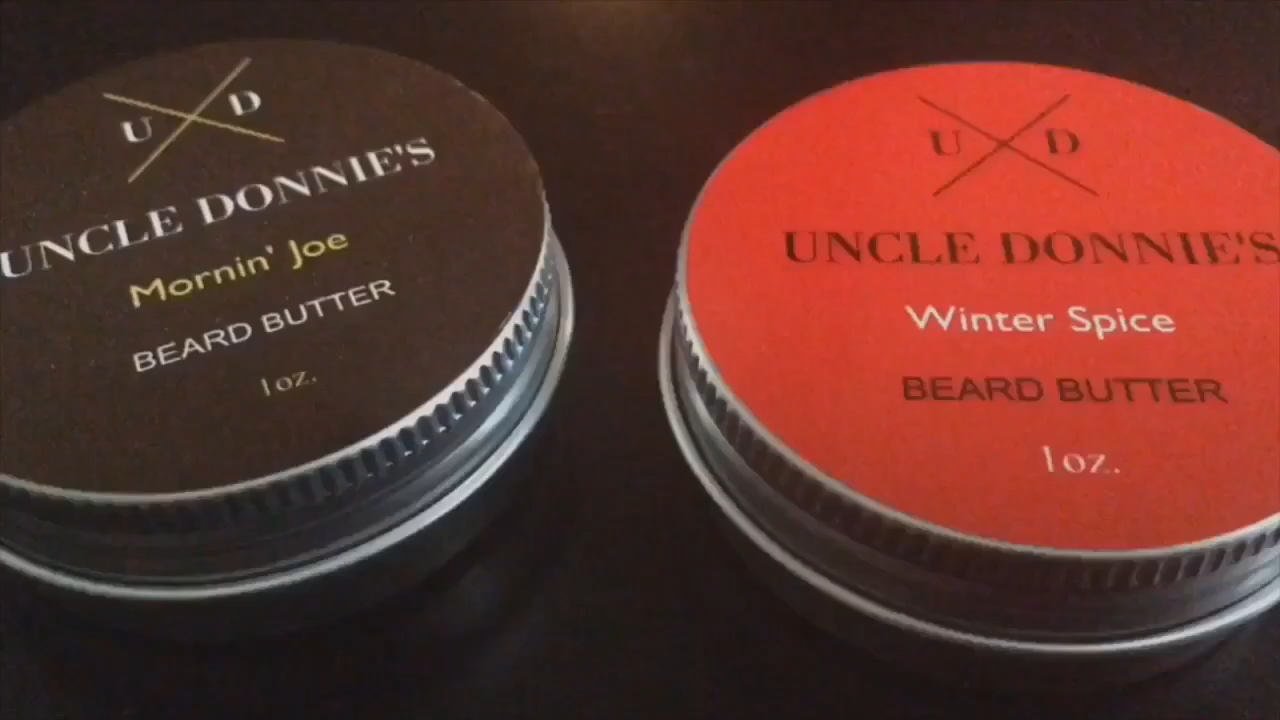 U D
UNCLE DONNIE'S
Mornin' Joe
BEARD BUTTER
1oz.
U D
UNCLE DONNIE'S
Winter Spice
BEARD BUTTER
1oz.